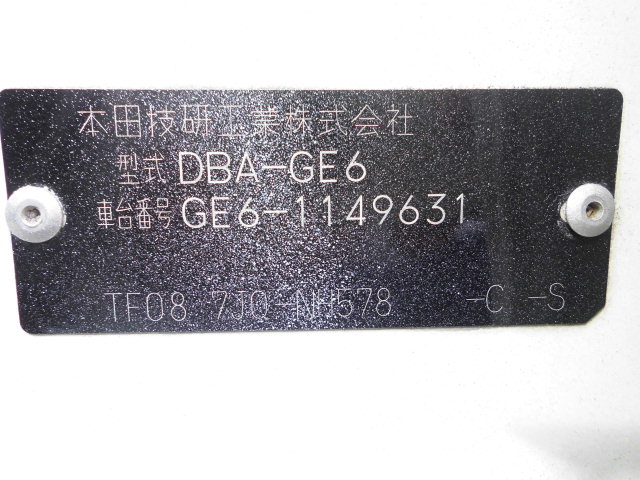 本田技研工業株式会社
型式 DBA-GE6
車台番号 GE6-1149631
TF08 7J0-NH578 -C -S